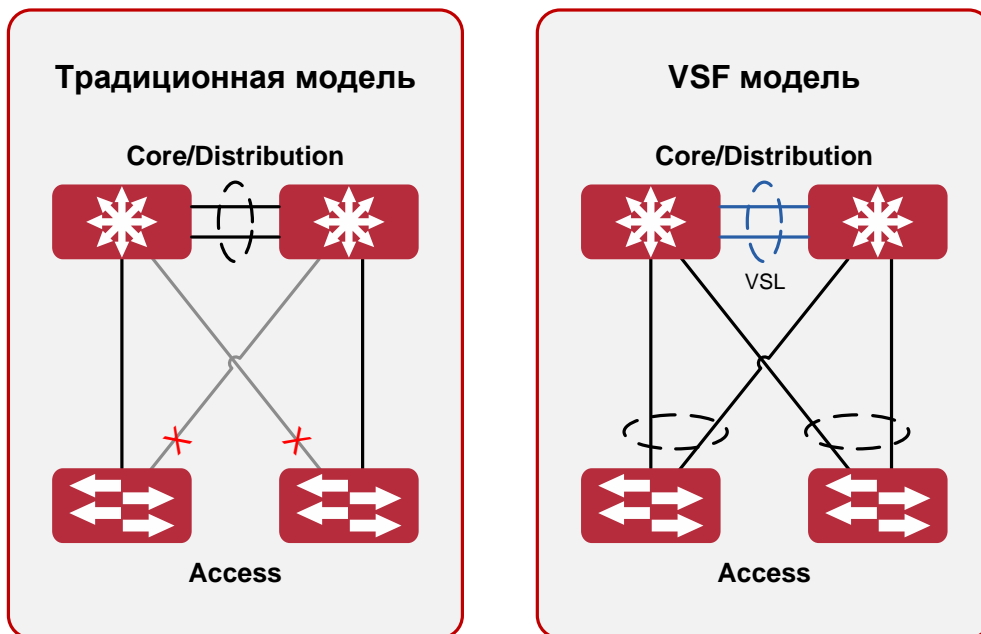 Традиционная модель
Core/Distribution
Access
VSF модель
Core/Distribution
VSL
Access